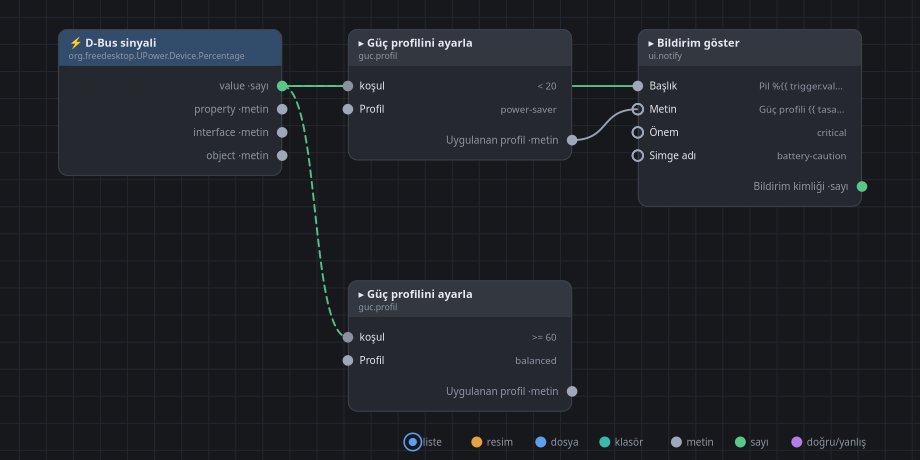 ⚡ D-Bus sinyali
org.freedesktop.UPower.Device.Percentage
value ·sayı
property ·metin
interface ·metin
object ·metin
▸ Güç profilini ayarla
guc.profil
koşul < 20
Profil power-saver
Uygulanan profil ·metin
▸ Bildirim göster
ui.notify
Başlık Pil %{{ trigger.val...
Metin Güç profili {{ tasa...
Önem critical
Simge adı battery-caution
Bildirim kimliği ·sayı
▸ Güç profilini ayarla
guc.profil
koşul >= 60
Profil balanced
Uygulanan profil ·metin
liste resim dosya klasör metin sayı doğru/yanlış